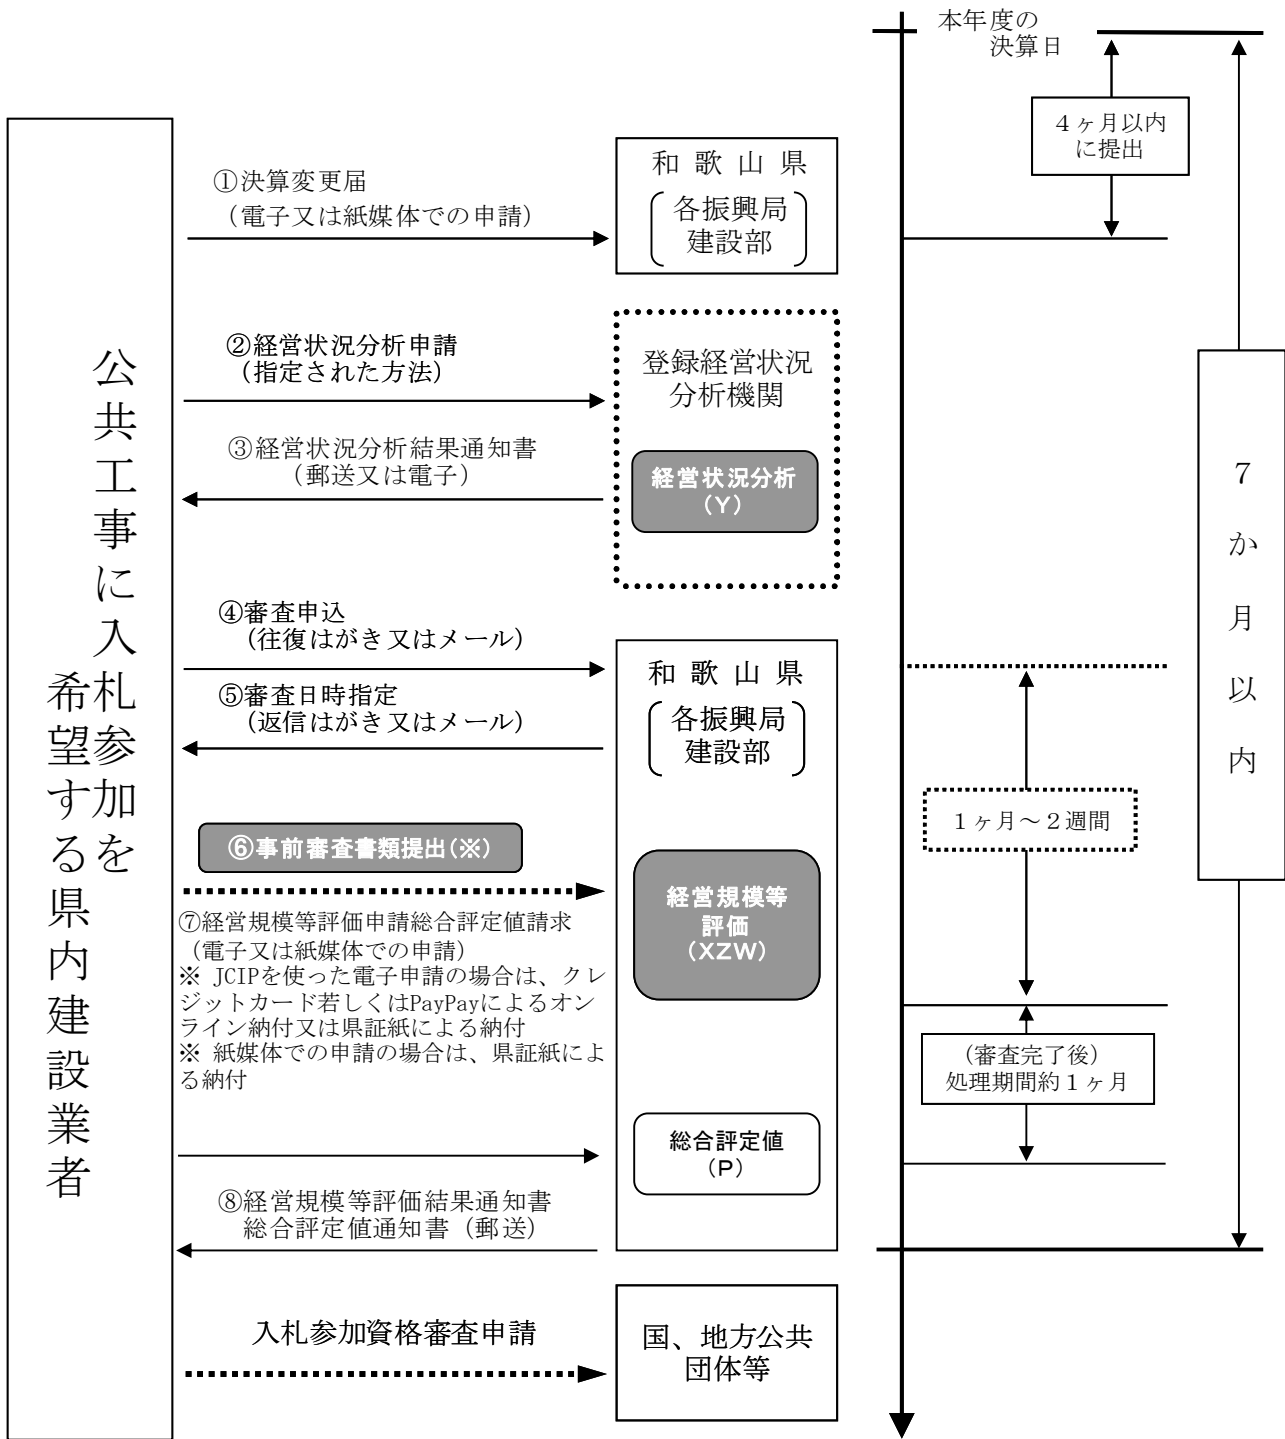 本年度の
決算日
４ヶ月以内
に提出
和歌山県
各振興局
建設部
①決算変更届
（電子又は紙媒体での申請）
②経営状況分析申請
（指定された方法）
登録経営状況
分析機関
③経営状況分析結果通知書
（郵送又は電子）
経営状況分析
（Ｙ）
公共工事に入札参加を
希望する県内建設業者
７か月以内
④審査申込
（往復はがき又はメール）
⑤審査日時指定
（返信はがき又はメール）
和歌山県
各振興局
建設部
１ヶ月～２週間
⑥事前審査書類提出（※）
経営規模等
評価
（ＸＺＷ）
⑦経営規模等評価申請総合評定値請求
（電子又は紙媒体での申請）
※ JCIPを使った電子申請の場合は、クレ
ジットカード若しくはPayPayによるオン
ライン納付又は県証紙による納付
※ 紙媒体での申請の場合は、県証紙によ
る納付
（審査完了後）
処理期間約１ヶ月
総合評定値
（Ｐ）
⑧経営規模等評価結果通知書
総合評定値通知書（郵送）
入札参加資格審査申請
国、地方公共
団体等